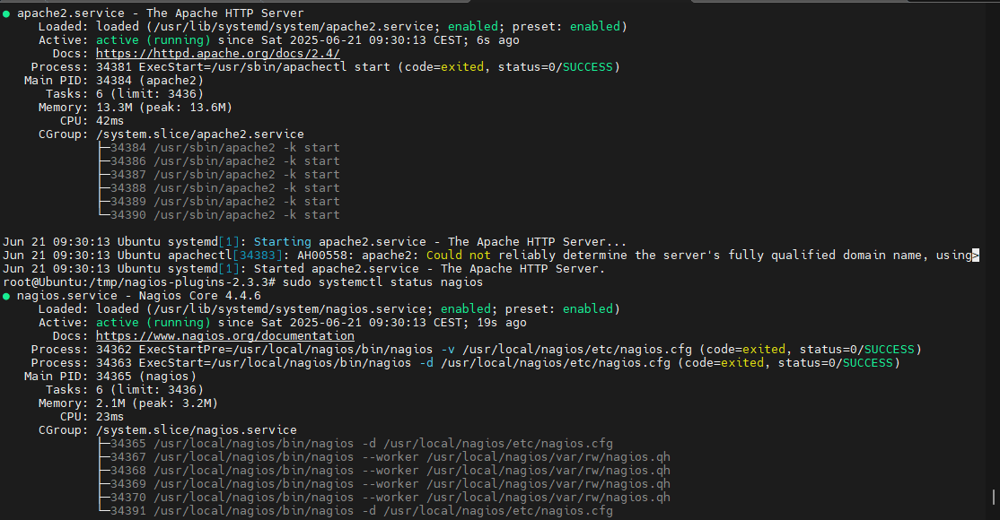 ● apache2.service - The Apache HTTP Server
     Loaded: loaded (/usr/lib/systemd/system/apache2.service; enabled; preset: enabled)
     Active: active (running) since Sat 2025-06-21 09:30:13 CEST; 6s ago
       Docs: https://httpd.apache.org/docs/2.4/
    Process: 34381 ExecStart=/usr/sbin/apachectl start (code=exited, status=0/SUCCESS)
   Main PID: 34384 (apache2)
      Tasks: 6 (limit: 3436)
     Memory: 13.3M (peak: 13.6M)
        CPU: 42ms
     CGroup: /system.slice/apache2.service
             ├─34384 /usr/sbin/apache2 -k start
             ├─34386 /usr/sbin/apache2 -k start
             ├─34387 /usr/sbin/apache2 -k start
             ├─34388 /usr/sbin/apache2 -k start
             ├─34389 /usr/sbin/apache2 -k start
             └─34390 /usr/sbin/apache2 -k start

Jun 21 09:30:13 Ubuntu systemd[1]: Starting apache2.service - The Apache HTTP Server...
Jun 21 09:30:13 Ubuntu apachectl[34383]: AH00558: apache2: Could not reliably determine the server's fully qualified domain name, using>
Jun 21 09:30:13 Ubuntu systemd[1]: Started apache2.service - The Apache HTTP Server.
root@Ubuntu:/tmp/nagios-plugins-2.3.3# sudo systemctl status nagios
● nagios.service - Nagios Core 4.4.6
     Loaded: loaded (/usr/lib/systemd/system/nagios.service; enabled; preset: enabled)
     Active: active (running) since Sat 2025-06-21 09:30:13 CEST; 19s ago
       Docs: https://www.nagios.org/documentation
    Process: 34362 ExecStartPre=/usr/local/nagios/bin/nagios -v /usr/local/nagios/etc/nagios.cfg (code=exited, status=0/SUCCESS)
    Process: 34363 ExecStart=/usr/local/nagios/bin/nagios -d /usr/local/nagios/etc/nagios.cfg (code=exited, status=0/SUCCESS)
   Main PID: 34365 (nagios)
      Tasks: 6 (limit: 3436)
     Memory: 2.1M (peak: 3.2M)
        CPU: 23ms
     CGroup: /system.slice/nagios.service
             ├─34365 /usr/local/nagios/bin/nagios -d /usr/local/nagios/etc/nagios.cfg
             ├─34367 /usr/local/nagios/bin/nagios --worker /usr/local/nagios/var/rw/nagios.qh
             ├─34368 /usr/local/nagios/bin/nagios --worker /usr/local/nagios/var/rw/nagios.qh
             ├─34369 /usr/local/nagios/bin/nagios --worker /usr/local/nagios/var/rw/nagios.qh
             ├─34370 /usr/local/nagios/bin/nagios --worker /usr/local/nagios/var/rw/nagios.qh
             └─34391 /usr/local/nagios/bin/nagios -d /usr/local/nagios/etc/nagios.cfg